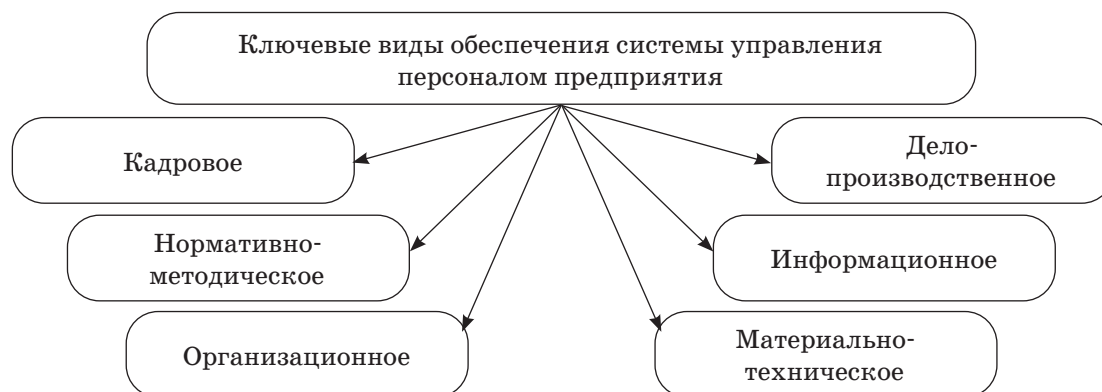 Ключевые виды обеспечения системы управления
персоналом предприятия
Кадровое
Дело-
производственное
Нормативно-
методическое
Информационное
Организационное
Материально-
техническое